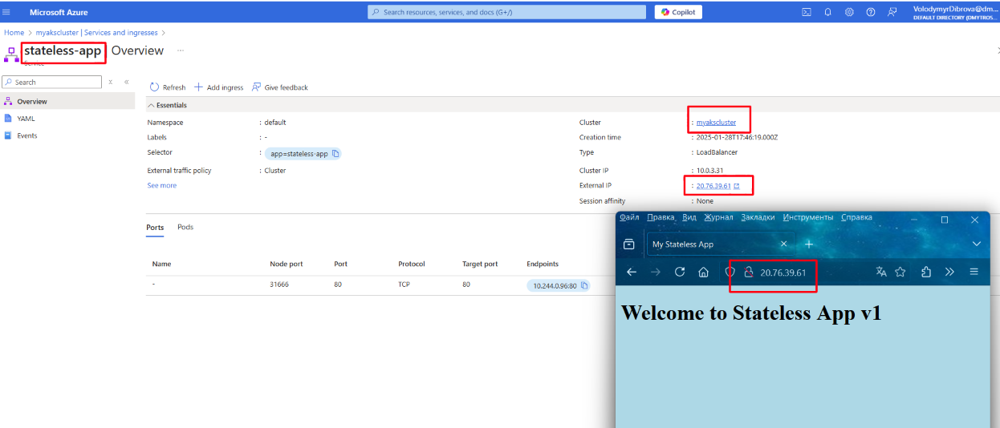 Microsoft Azure
Search resources, services, and docs (G+/)
Copilot
VolodymyrDibrova@dm...
DEFAULT DIRECTORY (DMYTROS...
Home > myakscluster | Services and ingresses >
stateless-app | Overview ...
Service
Search
Overview
YAML
Events
Refresh
Add ingress
Give feedback
Essentials
Namespace : default
Labels : -
Selector : app=stateless-app
External traffic policy : Cluster
See more
Cluster : myakscluster
Creation time : 2025-01-28T17:46:19.000Z
Type : LoadBalancer
Cluster IP : 10.0.3.31
External IP : 20.76.39.61
Session affinity : None
Ports
Pods
Name Node port Port Protocol Target port Endpoints
- 31666 80 TCP 80 10.244.0.96:80
Файл Правка Вид Журнал Закладки Инструменты Справка
My Stateless App
20.76.39.61
Welcome to Stateless App v1